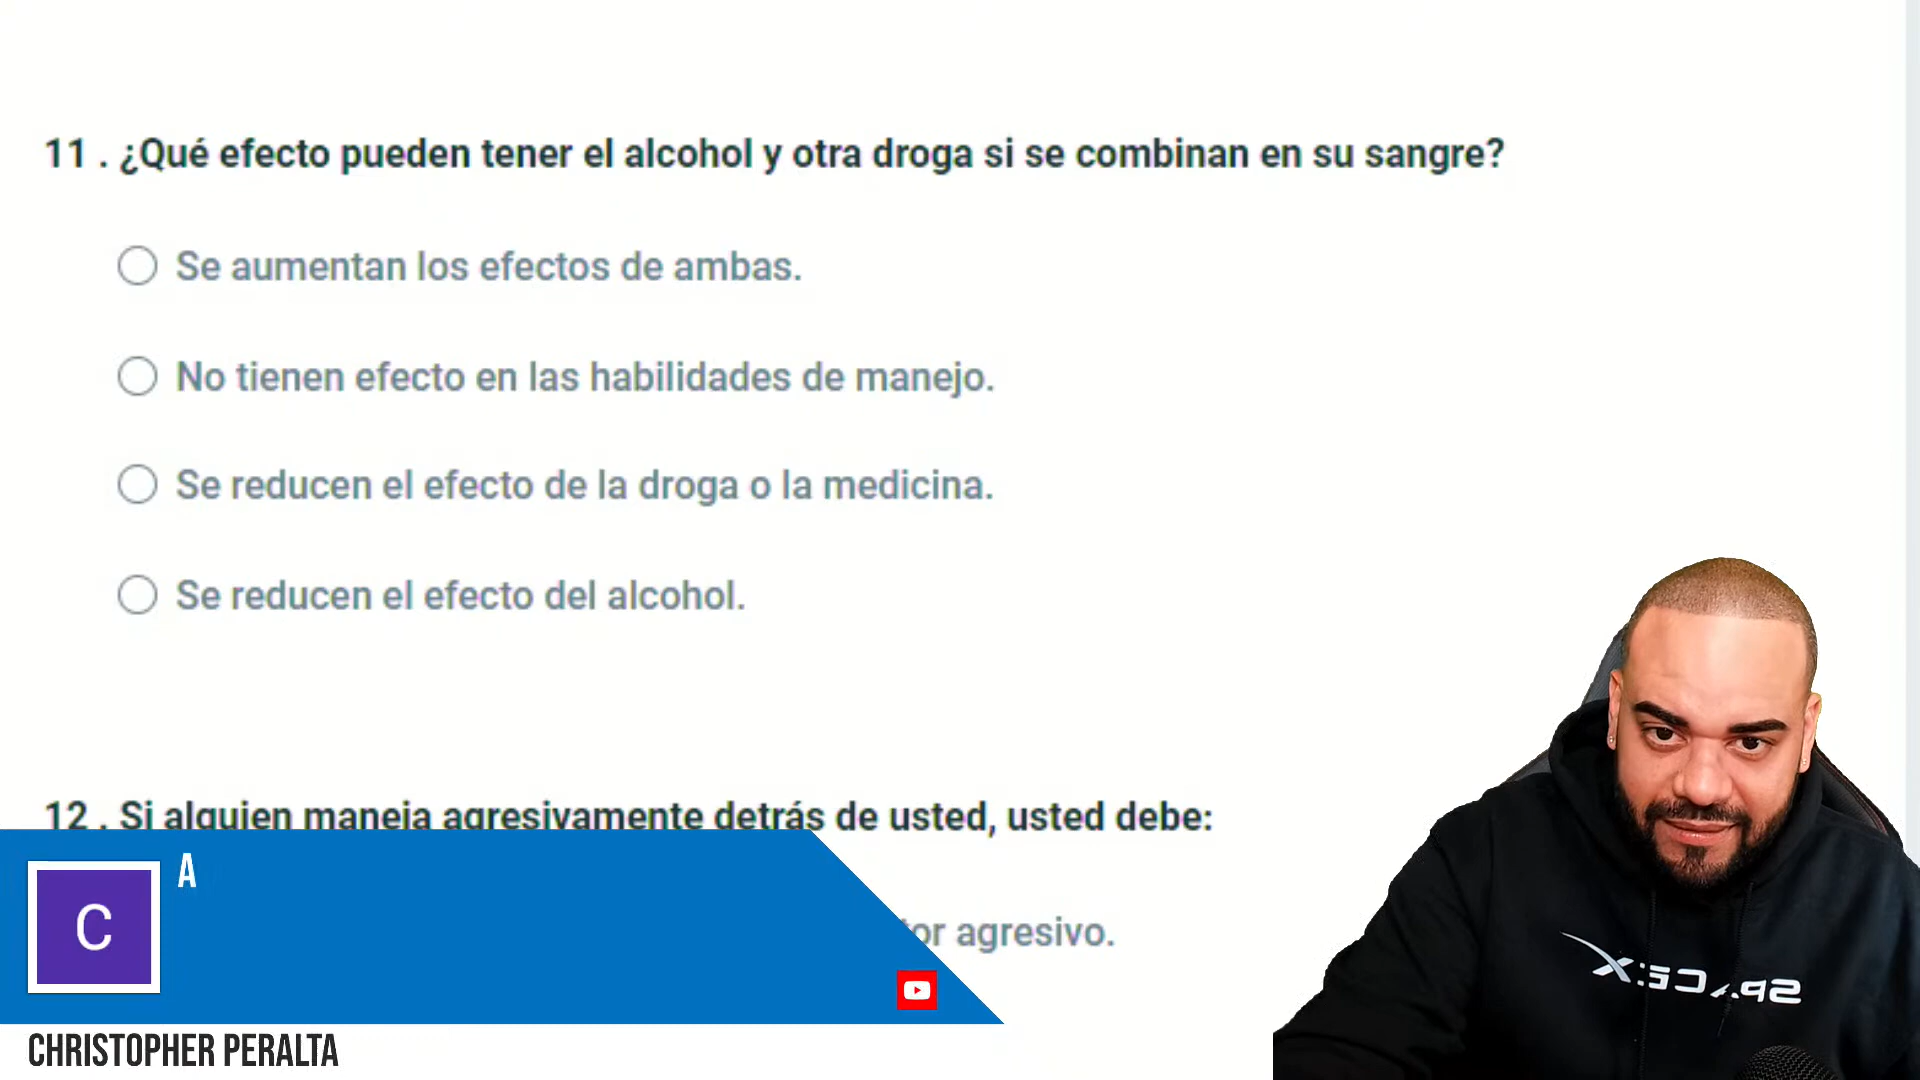 11 . ¿Qué efecto pueden tener el alcohol y otra droga si se combinan en su sangre?
Se aumentan los efectos de ambas.
No tienen efecto en las habilidades de manejo.
Se reducen el efecto de la droga o la medicina.
Se reducen el efecto del alcohol.
12 . Si alguien maneja agresivamente detrás de usted, usted debe:
A
C
or agresivo.
SPACEX
CHRISTOPHER PERALTA